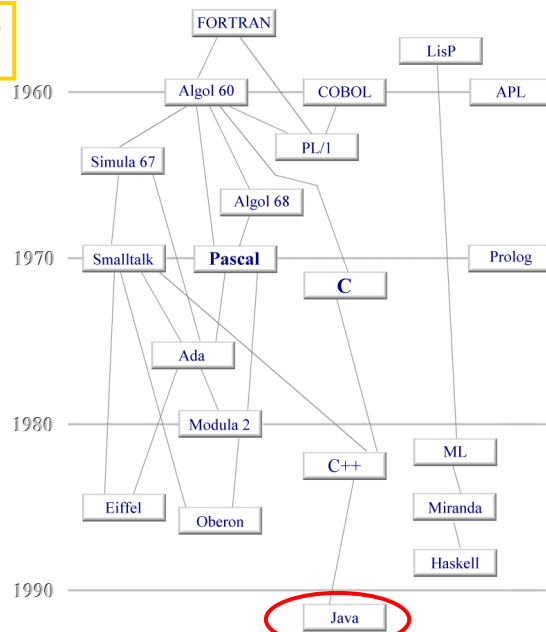 FORTRAN
LisP
1960
Algol 60
COBOL
APL
PL/1
Simula 67
Algol 68
1970
Smalltalk
Pascal
Prolog
C
Ada
1980
Modula 2
ML
C++
Eiffel
Oberon
Miranda
Haskell
1990
Java